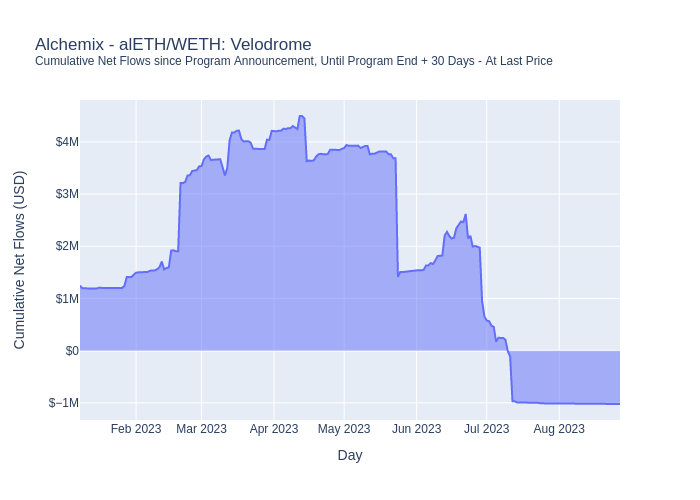 Alchemix - alETH/WETH: Velodrome
Cumulative Net Flows since Program Announcement, Until Program End + 30 Days - At Last Price
Cumulative Net Flows (USD)
$4M
$3M
$2M
$1M
$0
$−1M
Feb 2023 Mar 2023 Apr 2023 May 2023 Jun 2023 Jul 2023 Aug 2023
Day